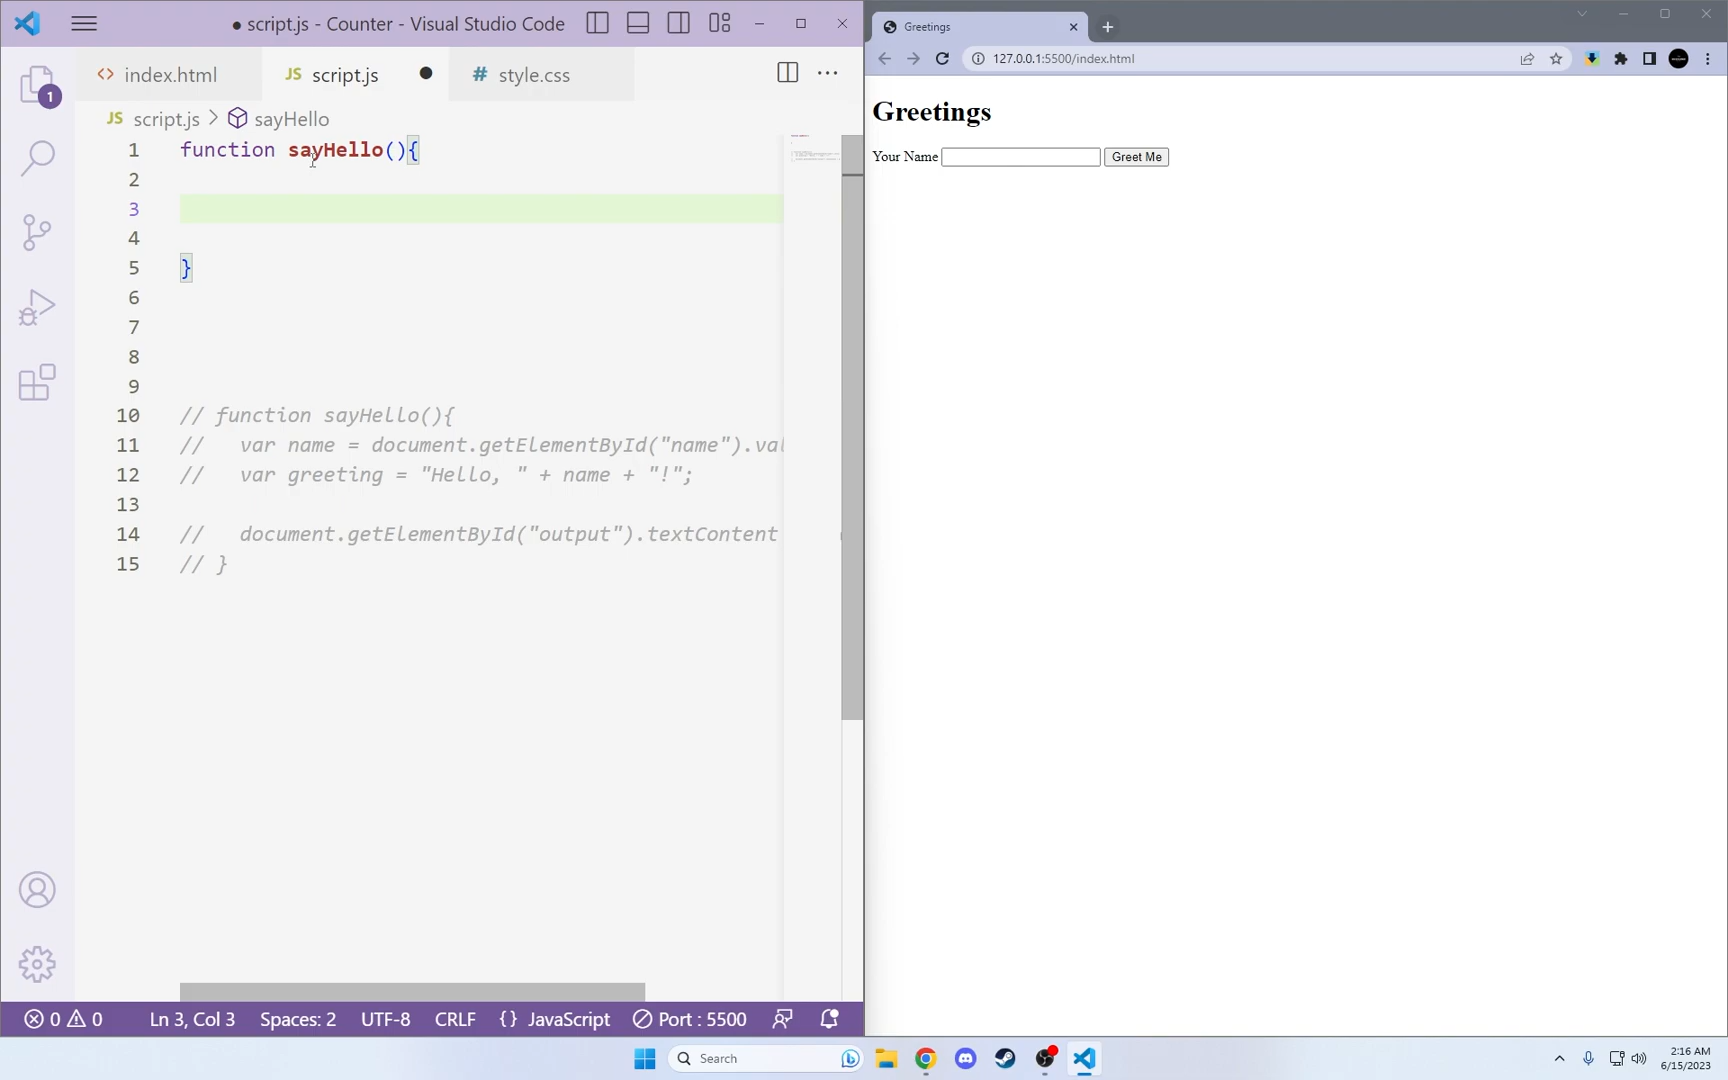 ● script.js - Counter - Visual Studio Code
index.html
script.js
style.css
script.js > sayHello
1 function sayHello(){
2
3
4
5 }
6
7
8
9
10 // function sayHello(){
11 //   var name = document.getElementById("name").val
12 //   var greeting = "Hello, " + name + "!";
13
14 //   document.getElementById("output").textContent
15 // }
1
0 0 Ln 3, Col 3 Spaces: 2 UTF-8 CRLF {} JavaScript Port : 5500
Greetings
127.0.0.1:5500/index.html
Greetings
Your Name Greet Me
Search
2:16 AM
6/15/2023